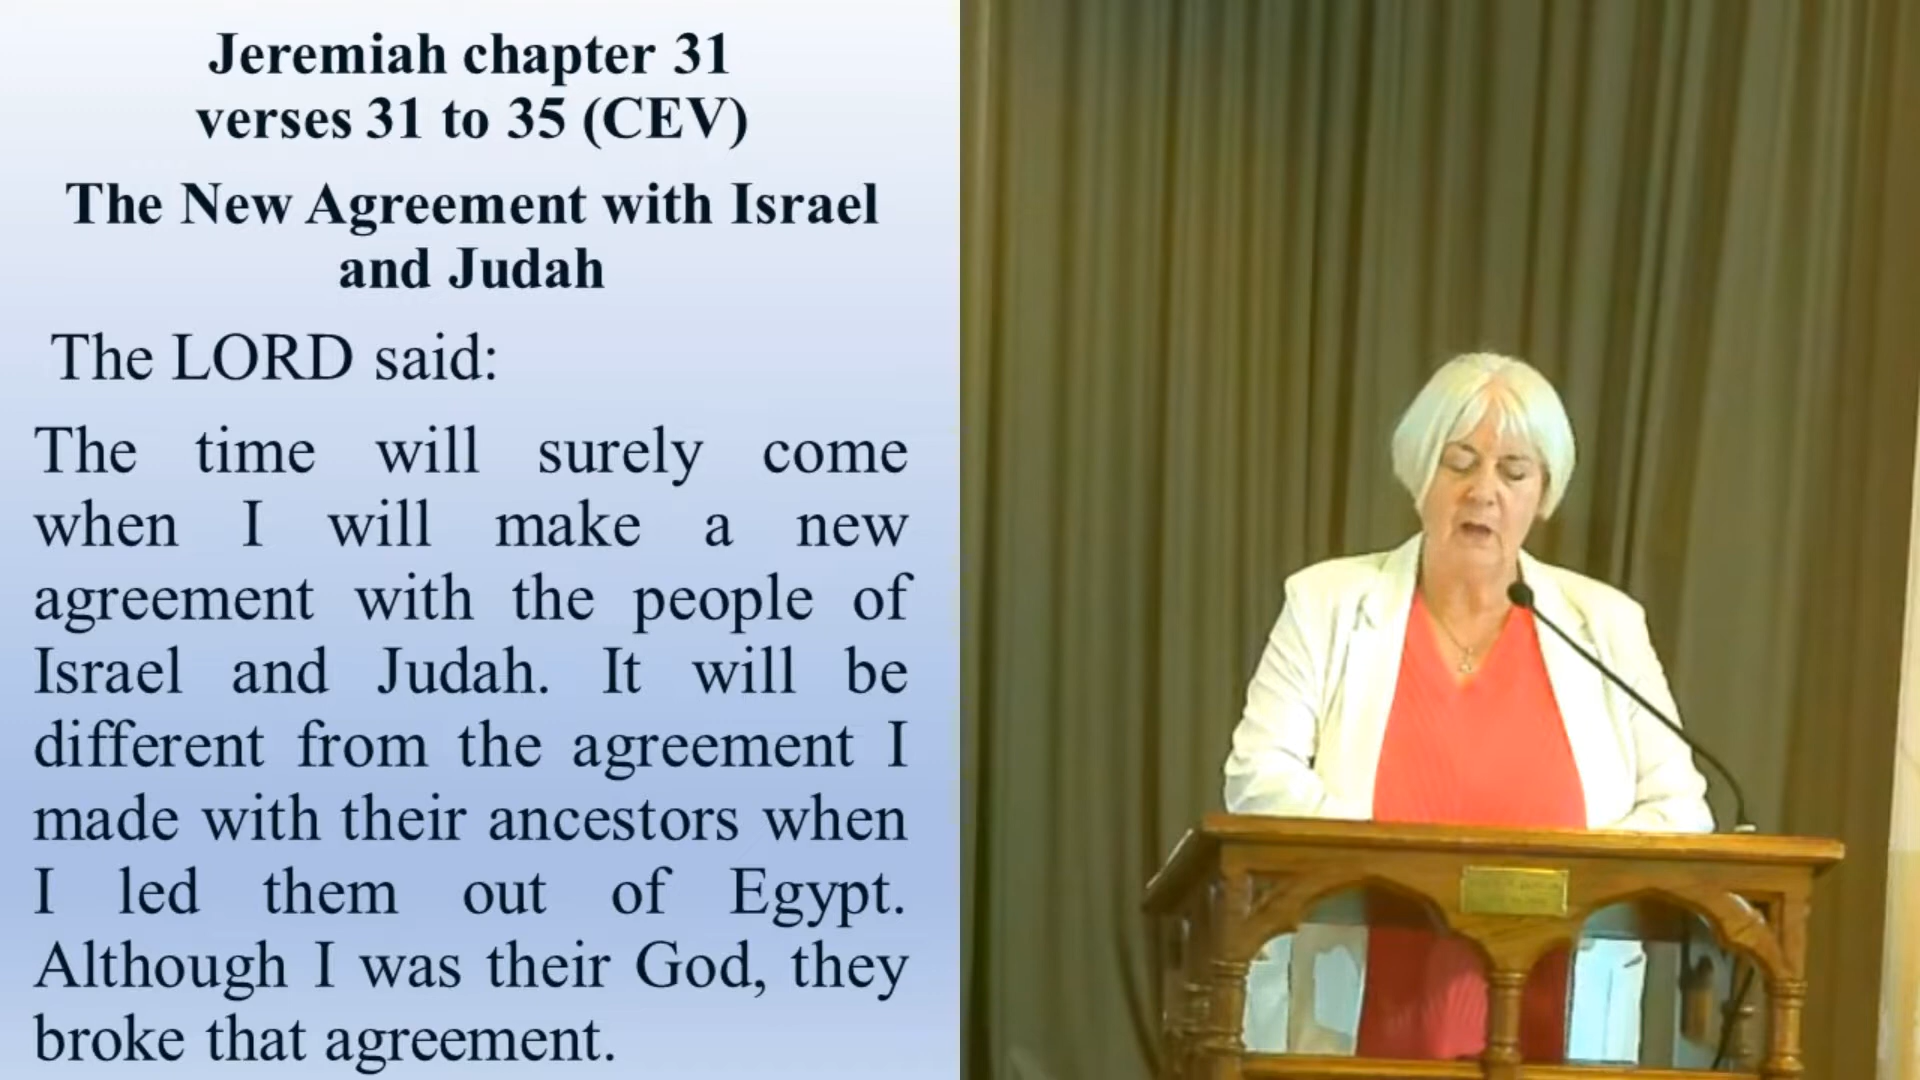 Jeremiah chapter 31
verses 31 to 35 (CEV)
The New Agreement with Israel
and Judah
The LORD said:
The time will surely come
when I will make a new
agreement with the people of
Israel and Judah. It will be
different from the agreement I
made with their ancestors when
I led them out of Egypt.
Although I was their God, they
broke that agreement.